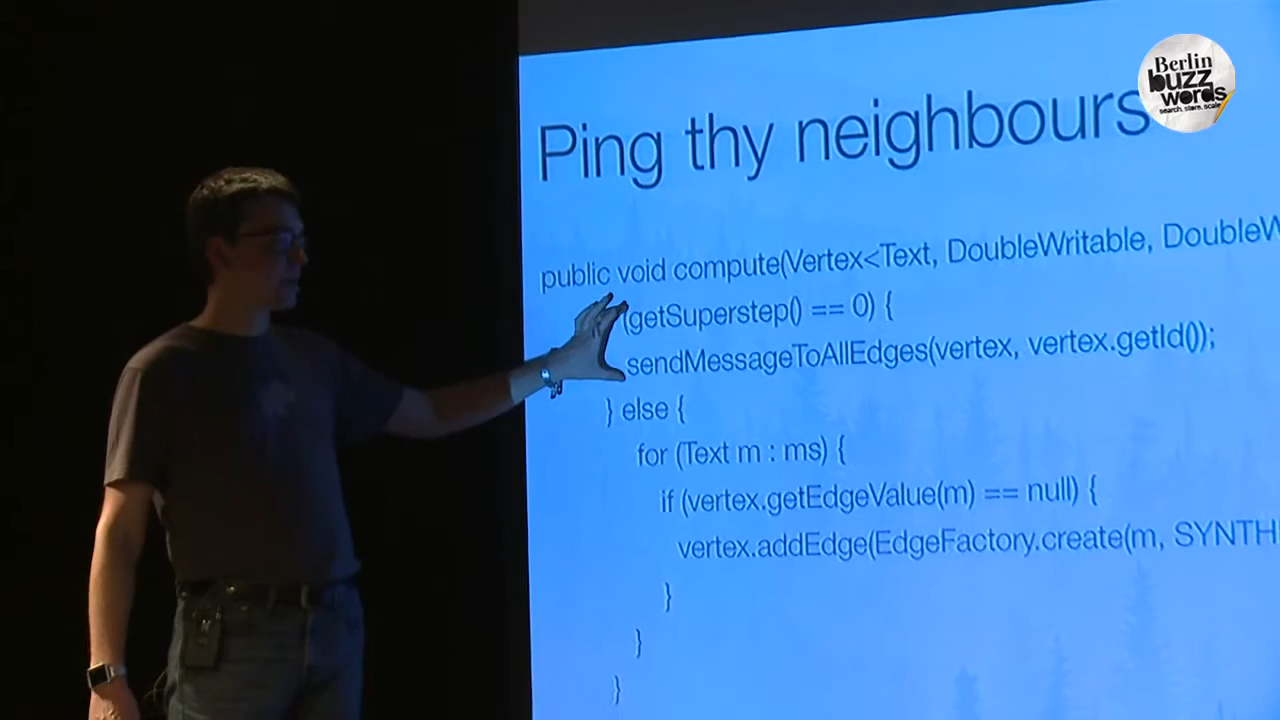 Berlin
buzz
words
search. store. scale
Ping thy neighbours
public void compute(Vertex<Text, DoubleWritable, DoubleW
(getSuperstep() == 0) {
sendMessageToAllEdges(vertex, vertex.getId());
} else {
for (Text m : ms) {
if (vertex.getEdgeValue(m) == null) {
vertex.addEdge(EdgeFactory.create(m, SYNTH
}
}
}